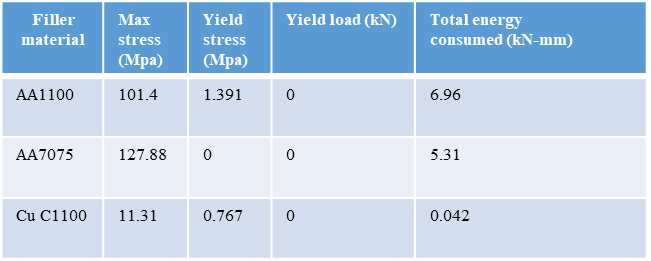 Filler material Max stress (Mpa) Yield stress (Mpa) Yield load (kN) Total energy consumed (kN-mm)
AA1100 101.4 1.391 0 6.96
AA7075 127.88 0 0 5.31
Cu C1100 11.31 0.767 0 0.042